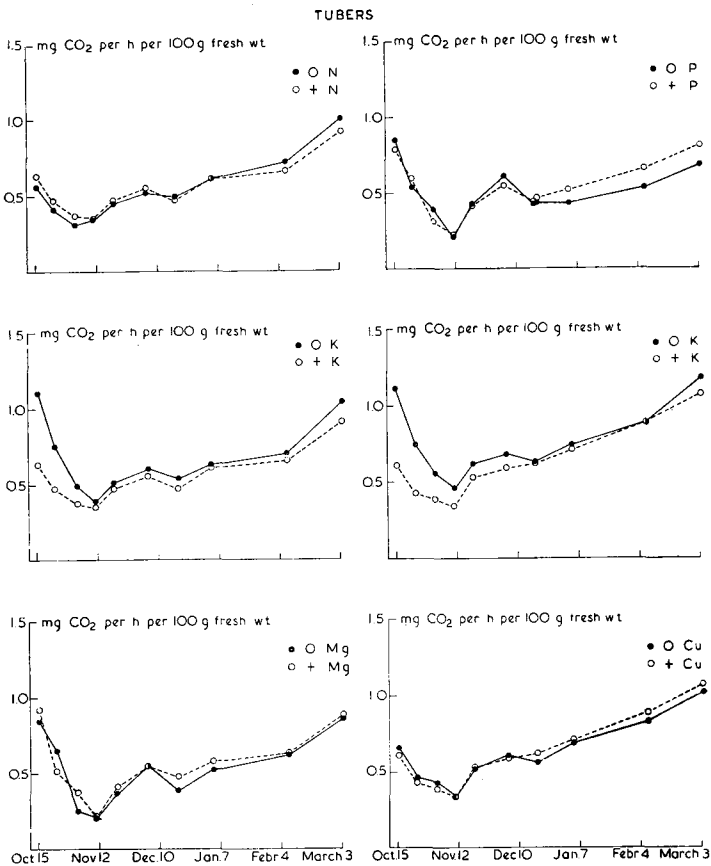 TUBERS
1.5 mg CO2 per h per 100 g fresh wt
● O N
○ + N
1.0
0.5
1.5 mg CO2 per h per 100 g fresh wt
● O P
○ + P
1.0
0.5
1.5 mg CO2 per h per 100 g fresh wt
● O K
○ + K
1.0
0.5
1.5 mg CO2 per h per 100 g fresh wt
● O K
○ + K
1.0
0.5
1.5 mg CO2 per h per 100 g fresh wt
● O Mg
○ + Mg
1.0
0.5
Oct.15 Nov.12 Dec.10 Jan.7 Febr 4 March 3
1.5 mg CO2 per h per 100 g fresh wt
● O Cu
○ + Cu
1.0
0.5
Oct.15 Nov.12 Dec.10 Jan.7 Febr.4 March 3